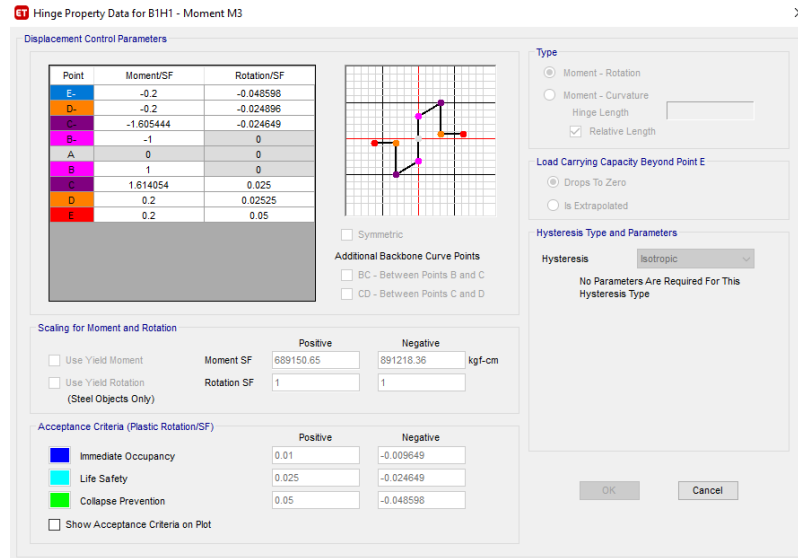 ET Hinge Property Data for B1H1 - Moment M3
Displacement Control Parameters
Point Moment/SF Rotation/SF
E- -0.2 -0.048598
D- -0.2 -0.024896
C- -1.605444 -0.024649
B- -1 0
A 0 0
B 1 0
C 1.614054 0.025
D 0.2 0.02525
E 0.2 0.05
Symmetric
Additional Backbone Curve Points
BC - Between Points B and C
CD - Between Points C and D
Scaling for Moment and Rotation
Positive Negative
Use Yield Moment Moment SF 689150.65 891218.36 kgf-cm
Use Yield Rotation Rotation SF 1 1
(Steel Objects Only)
Acceptance Criteria (Plastic Rotation/SF)
Positive Negative
Immediate Occupancy 0.01 -0.009649
Life Safety 0.025 -0.024649
Collapse Prevention 0.05 -0.048598
Show Acceptance Criteria on Plot
Type
Moment - Rotation
Moment - Curvature
Hinge Length
Relative Length
Load Carrying Capacity Beyond Point E
Drops To Zero
Is Extrapolated
Hysteresis Type and Parameters
Hysteresis Isotropic
No Parameters Are Required For This
Hysteresis Type
OK Cancel